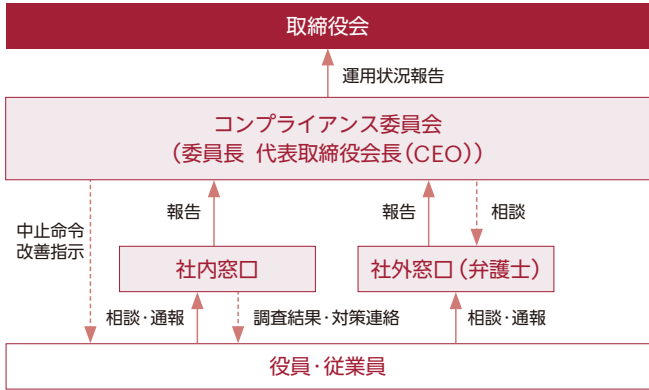 取締役会
運用状況報告
コンプライアンス委員会
(委員長 代表取締役会長(CEO))
中止命令
改善指示
報告
報告
相談
社内窓口
社外窓口(弁護士)
相談・通報
調査結果・対策連絡
相談・通報
役員・従業員